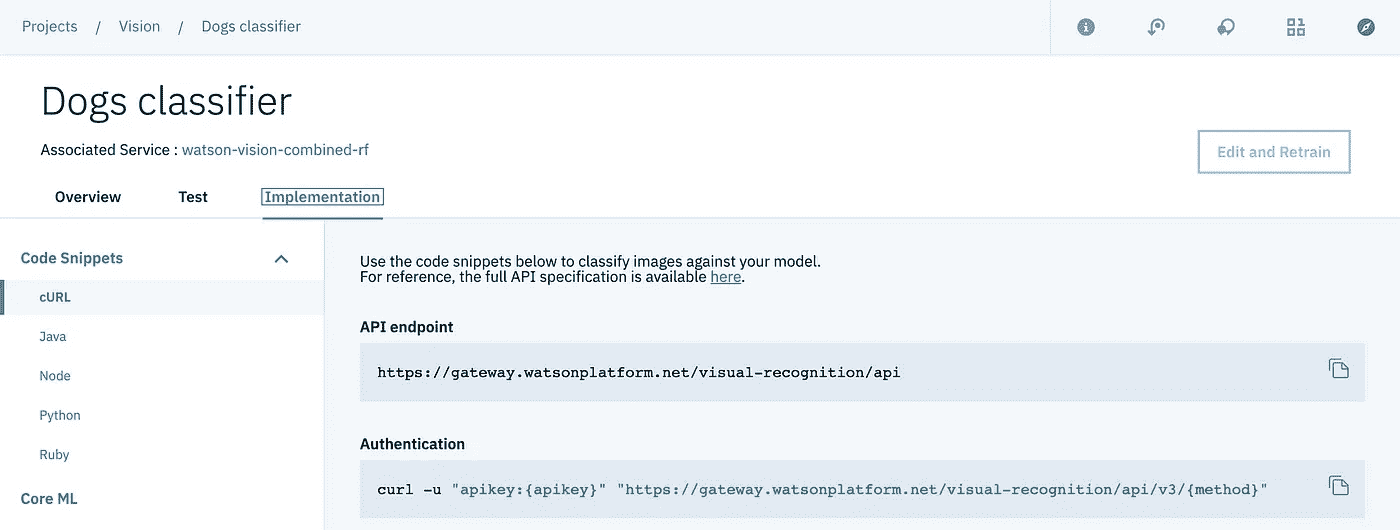 Projects / Vision / Dogs classifier
Dogs classifier
Associated Service : watson-vision-combined-rf
Edit and Retrain
Overview Test Implementation
Code Snippets
cURL
Java
Node
Python
Ruby
Core ML
Use the code snippets below to classify images against your model.
For reference, the full API specification is available here.
API endpoint
https://gateway.watsonplatform.net/visual-recognition/api
Authentication
curl -u "apikey:{apikey}" "https://gateway.watsonplatform.net/visual-recognition/api/v3/{method}"